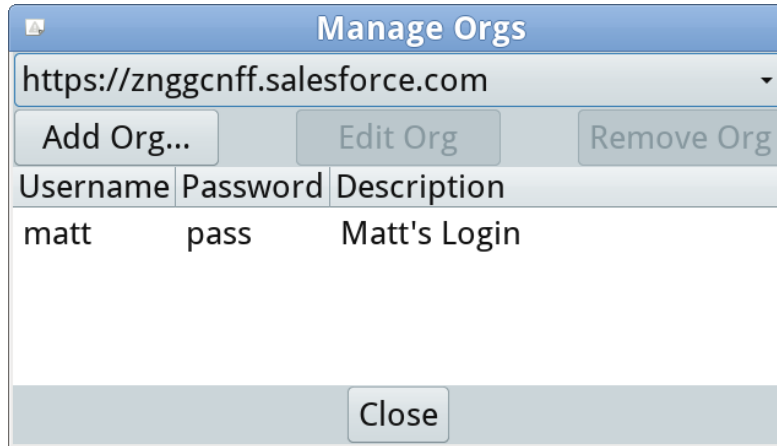 Manage Orgs
https://znggcnff.salesforce.com
Add Org... Edit Org Remove Org
Username Password Description
matt pass Matt's Login
Close